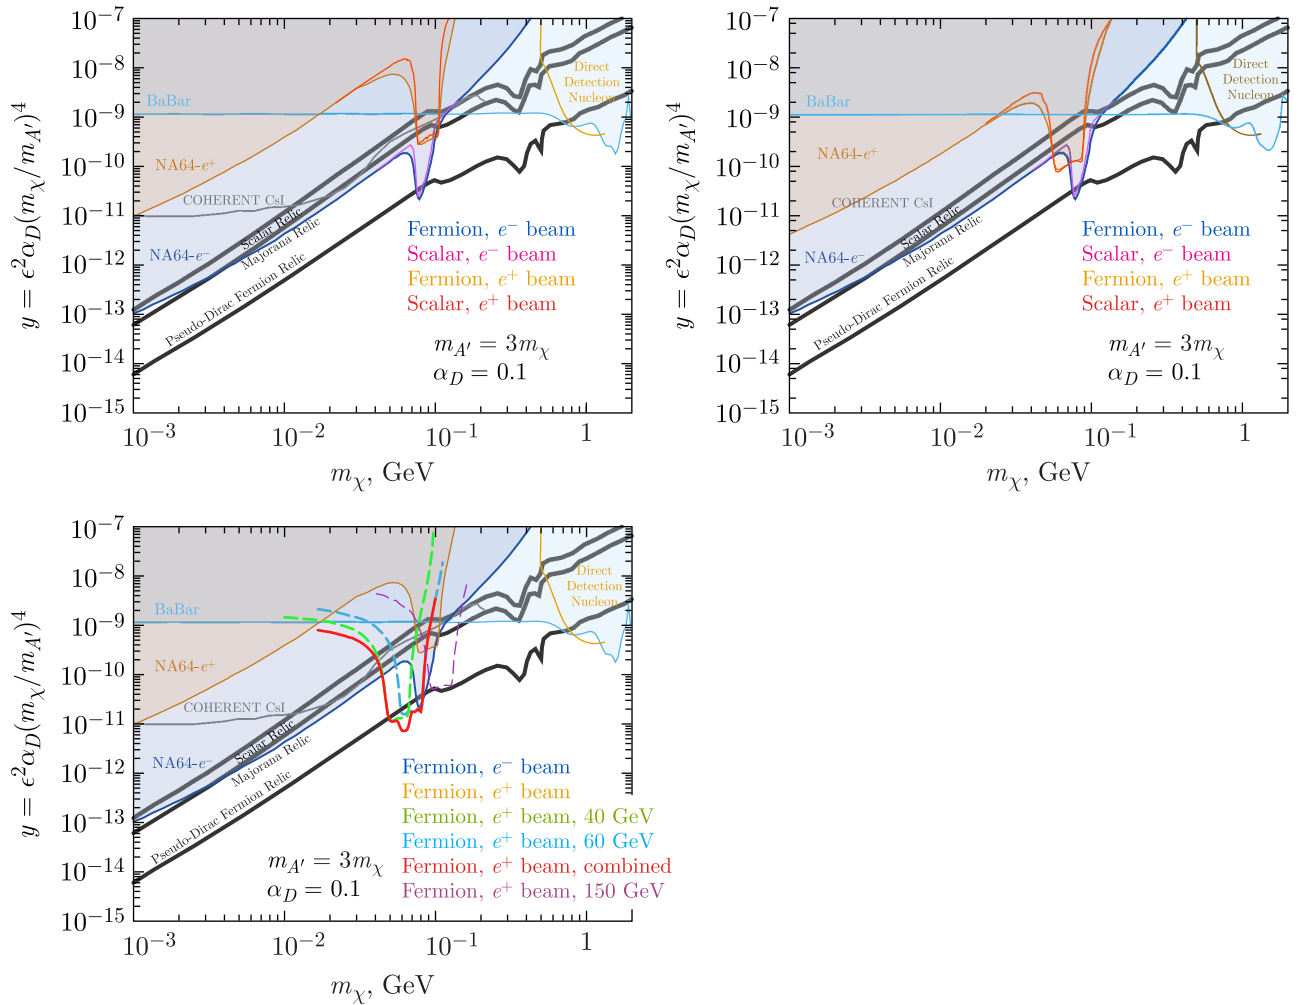 10⁻⁷
10⁻⁸
10⁻⁹
10⁻¹⁰
10⁻¹¹
10⁻¹²
10⁻¹³
10⁻¹⁴
10⁻¹⁵
y = ϵ²α_D(m_χ/m_A′)⁴
BaBar
NA64-e⁺
COHERENT CsI
NA64-e⁻
Scalar Relic
Majorana Relic
Pseudo-Dirac Fermion Relic
Direct
Detection
Nucleon
Fermion, e⁻ beam
Scalar, e⁻ beam
Fermion, e⁺ beam
Scalar, e⁺ beam
m_A′ = 3m_χ
α_D = 0.1
10⁻³ 10⁻² 10⁻¹ 1
m_χ, GeV
10⁻⁷
10⁻⁸
10⁻⁹
10⁻¹⁰
10⁻¹¹
10⁻¹²
10⁻¹³
10⁻¹⁴
10⁻¹⁵
y = ϵ²α_D(m_χ/m_A′)⁴
BaBar
NA64-e⁺
COHERENT CsI
NA64-e⁻
Scalar Relic
Majorana Relic
Pseudo-Dirac Fermion Relic
Direct
Detection
Nucleon
Fermion, e⁻ beam
Scalar, e⁻ beam
Fermion, e⁺ beam
Scalar, e⁺ beam
m_A′ = 3m_χ
α_D = 0.1
10⁻³ 10⁻² 10⁻¹ 1
m_χ, GeV
10⁻⁷
10⁻⁸
10⁻⁹
10⁻¹⁰
10⁻¹¹
10⁻¹²
10⁻¹³
10⁻¹⁴
10⁻¹⁵
y = ϵ²α_D(m_χ/m_A′)⁴
BaBar
NA64-e⁺
COHERENT CsI
NA64-e⁻
Scalar Relic
Majorana Relic
Pseudo-Dirac Fermion Relic
Direct
Detection
Nucleon
Fermion, e⁻ beam
Fermion, e⁺ beam
Fermion, e⁺ beam, 40 GeV
Fermion, e⁺ beam, 60 GeV
Fermion, e⁺ beam, combined
Fermion, e⁺ beam, 150 GeV
m_A′ = 3m_χ
α_D = 0.1
10⁻³ 10⁻² 10⁻¹ 1
m_χ, GeV